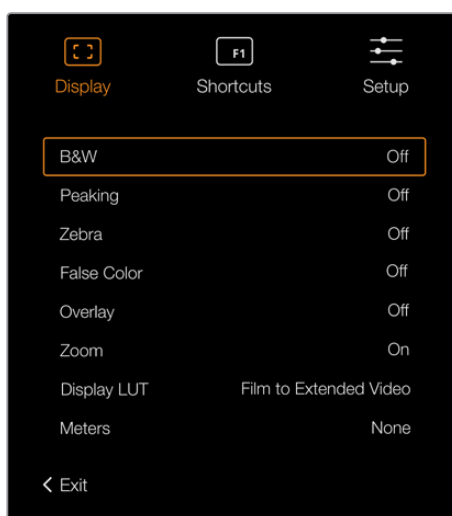 F1
Display Shortcuts Setup
B&W Off
Peaking Off
Zebra Off
False Color Off
Overlay Off
Zoom On
Display LUT Film to Extended Video
Meters None
Exit